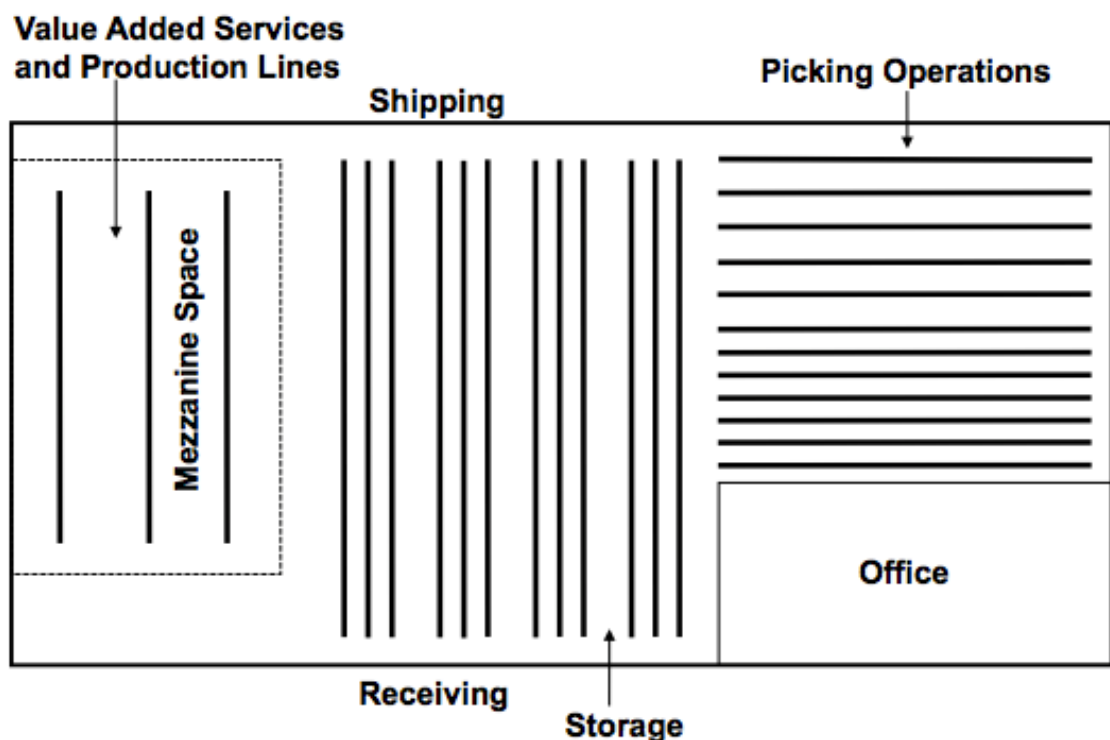 Value Added Services
and Production Lines
Shipping
Picking Operations
Mezzanine Space
Office
Receiving
Storage